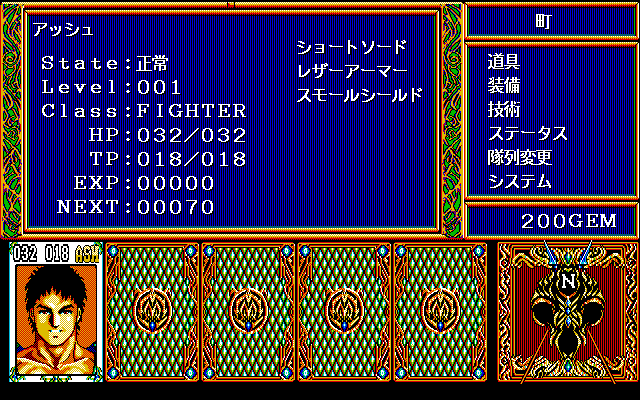 アッシュ
State:正常
Level:001
Class:FIGHTER
HP:032/032
TP:018/018
EXP:00000
NEXT:00070
ショートソード
レザーアーマー
スモールシールド
町
道具
装備
技術
ステータス
隊列変更
システム
200GEM
032 018 ASH
N